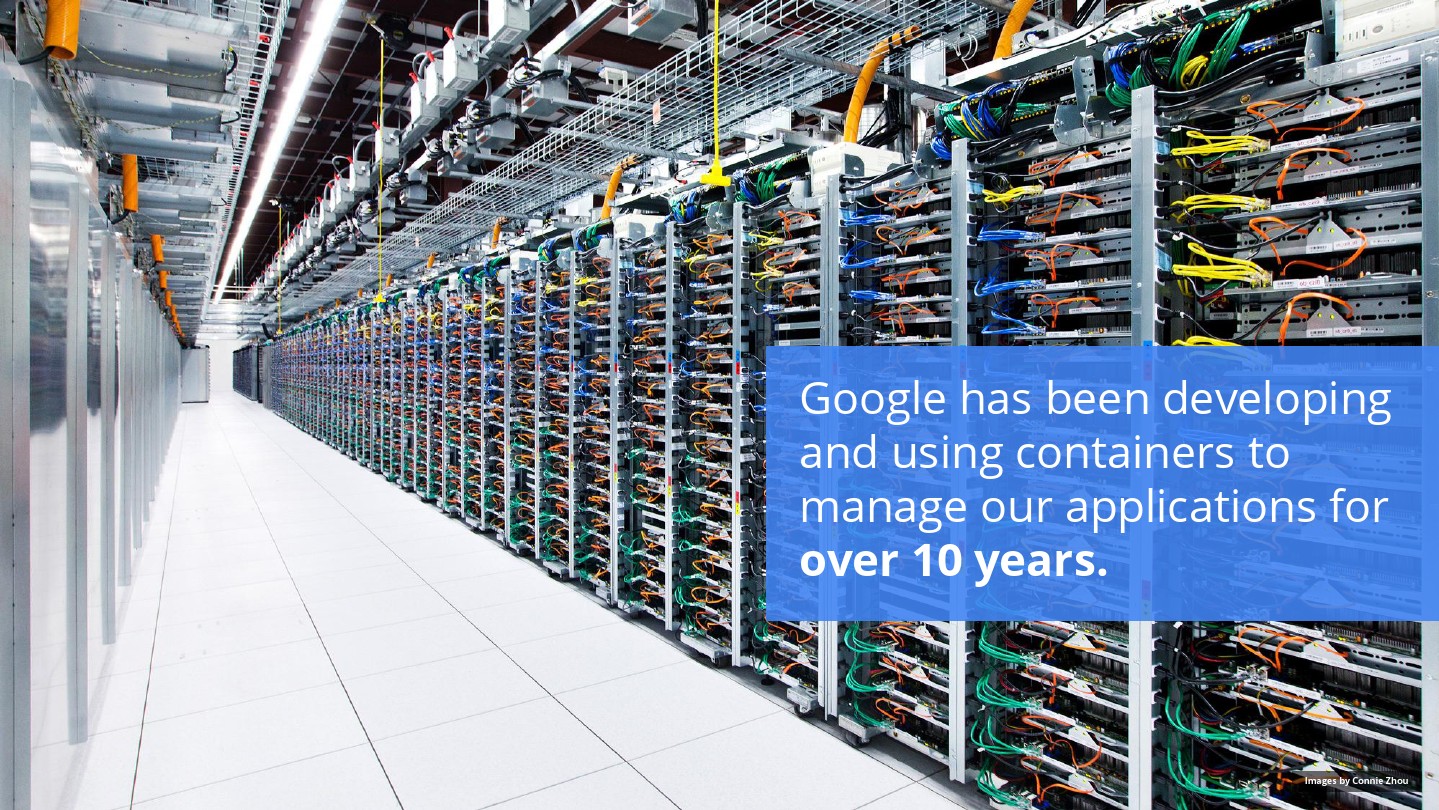 Google has been developing
and using containers to
manage our applications for
over 10 years.
Images by Connie Zhou